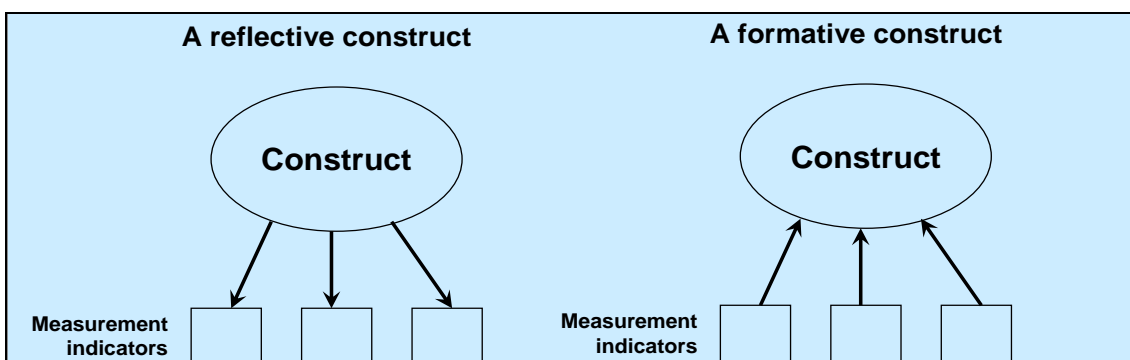 A reflective construct
Construct
Measurement
indicators
A formative construct
Construct
Measurement
indicators